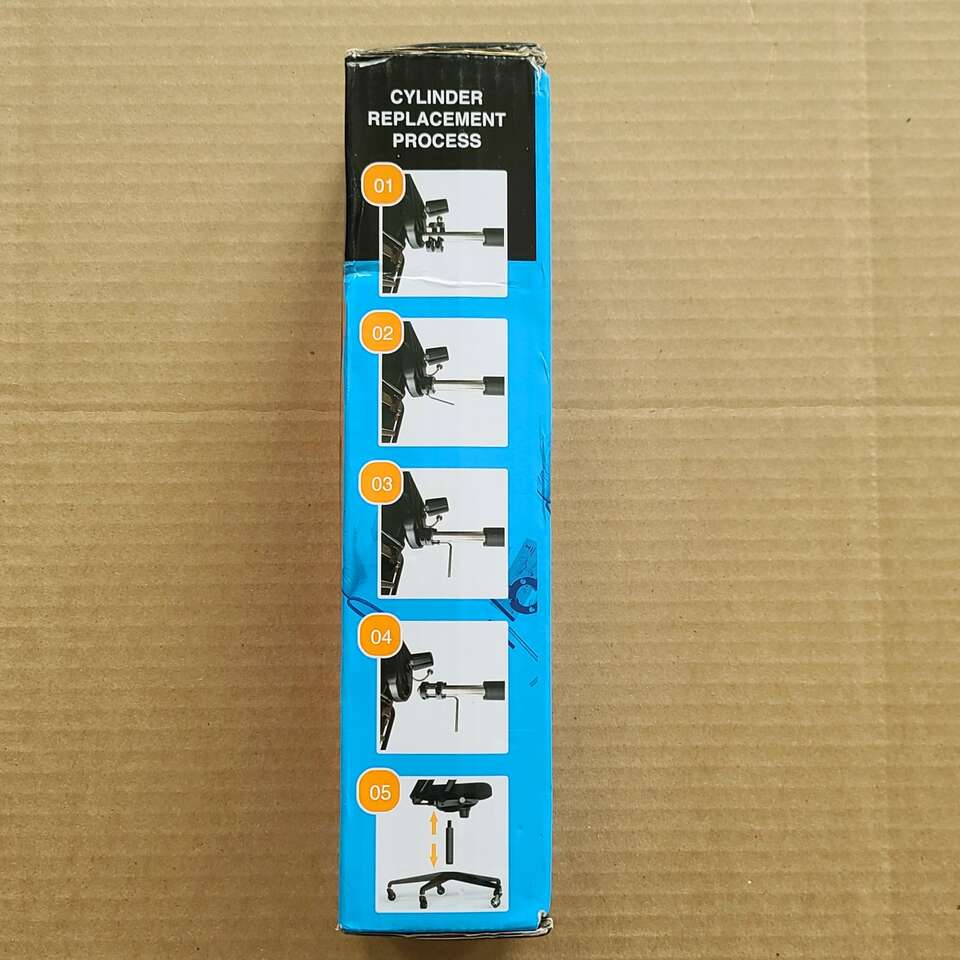 CYLINDER
REPLACEMENT
PROCESS
01
02
03
04
05